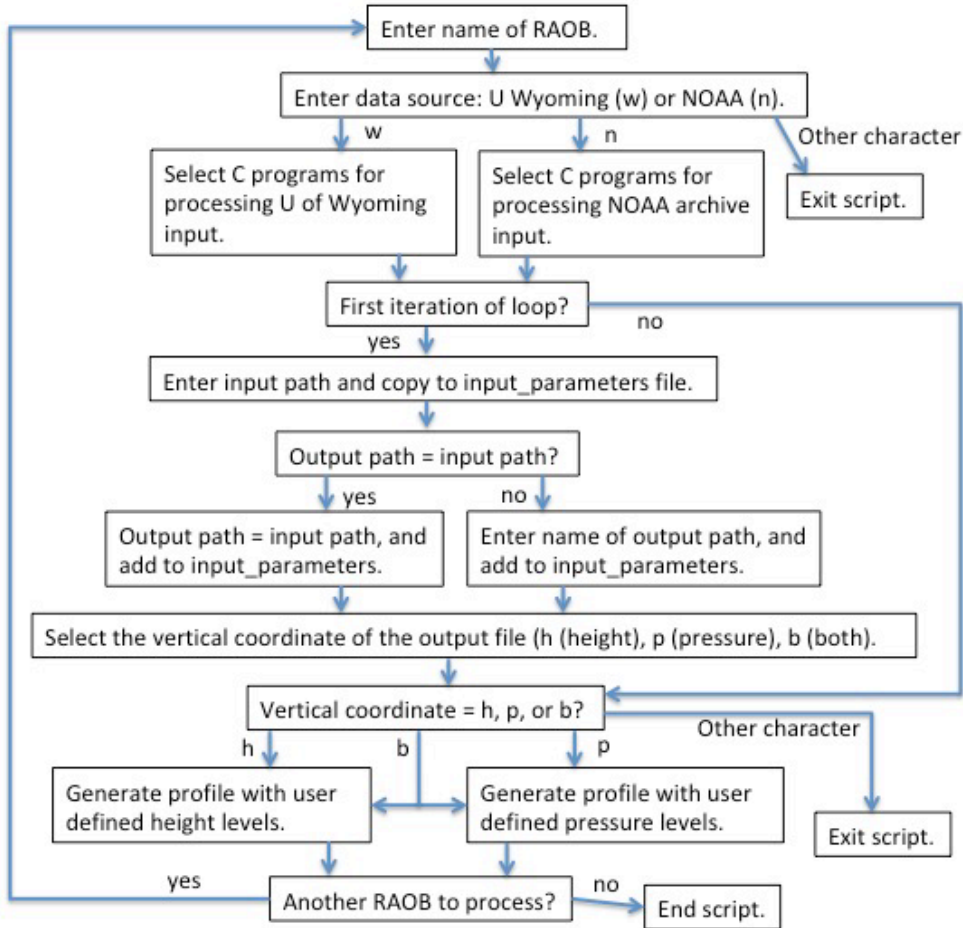 Enter name of RAOB.
Enter data source: U Wyoming (w) or NOAA (n).
w
n
Other character
Select C programs for
processing U of Wyoming
input.
Select C programs for
processing NOAA archive
input.
Exit script.
First iteration of loop?
no
yes
Enter input path and copy to input_parameters file.
Output path = input path?
yes
no
Output path = input path, and
add to input_parameters.
Enter name of output path, and
add to input_parameters.
Select the vertical coordinate of the output file (h (height), p (pressure), b (both).
Vertical coordinate = h, p, or b?
Other character
h
b
p
Generate profile with user
defined height levels.
Generate profile with user
defined pressure levels.
Exit script.
yes
Another RAOB to process?
no
End script.